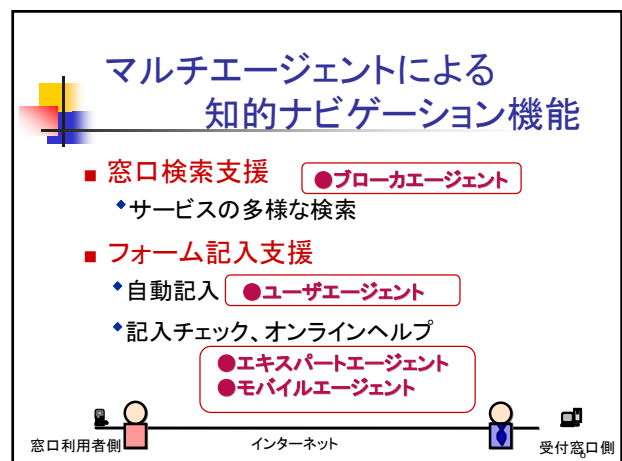 マルチエージェントによる
知的ナビゲーション機能
窓口検索支援
●ブローカエージェント
サービスの多様な検索
フォーム記入支援
自動記入
●ユーザエージェント
記入チェック、オンラインヘルプ
●エキスパートエージェント
●モバイルエージェント
窓口利用者側
インターネット
受付窓口側